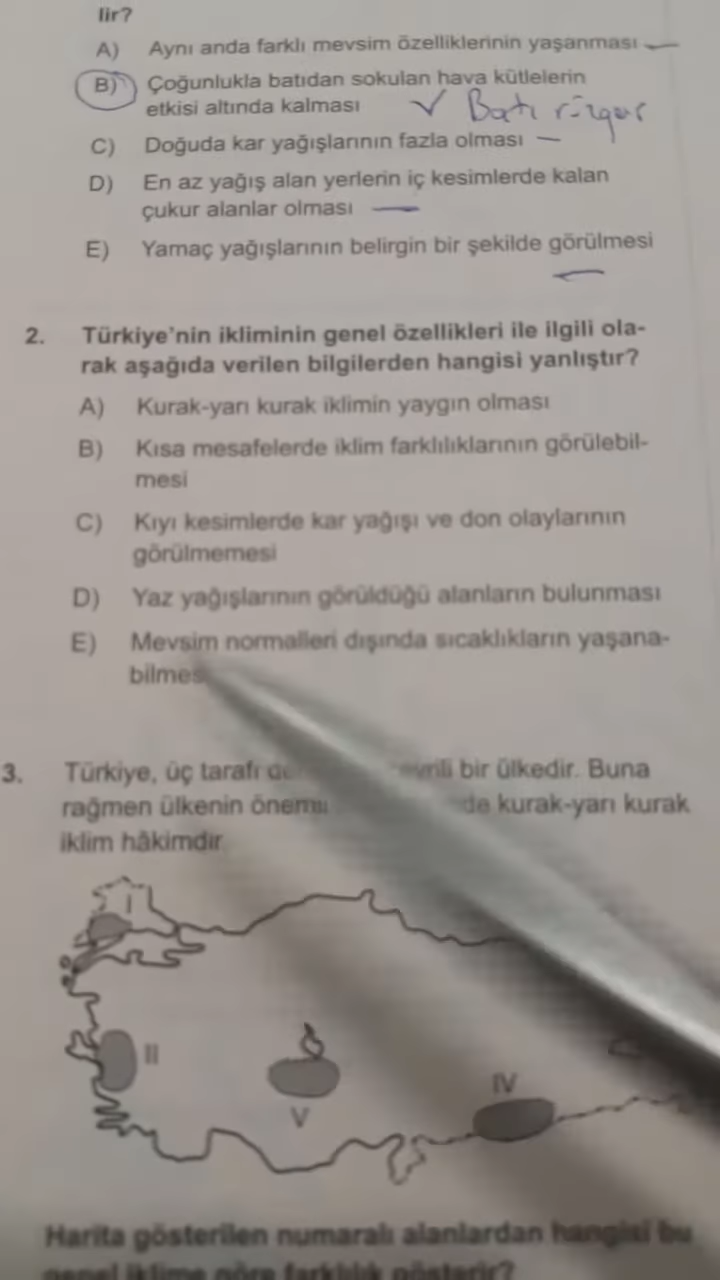 lir?
A) Aynı anda farklı mevsim özelliklerinin yaşanması
B) Çoğunlukla batıdan sokulan hava kütlelerin
etkisi altında kalması
Batı rüzgar
C) Doğuda kar yağışlarının fazla olması
D) En az yağış alan yerlerin iç kesimlerde kalan
çukur alanlar olması
E) Yamaç yağışlarının belirgin bir şekilde görülmesi
2. Türkiye'nin ikliminin genel özellikleri ile ilgili ola-
rak aşağıda verilen bilgilerden hangisi yanlıştır?
A) Kurak-yarı kurak iklimin yaygın olması
B) Kısa mesafelerde iklim farklılıklarının görülebil-
mesi
C) Kıyı kesimlerde kar yağışı ve don olaylarının
görülmemesi
D) Yaz yağışlarının görüldüğü alanların bulunması
E) Mevsim normalleri dışında sıcaklıkların yaşana-
bilmes
3. Türkiye, üç tarafı bir ülkedir. Buna
rağmen ülkenin kurak-yarı kurak
iklim hâkimdir
I
II
IV
V
Harita gösterilen numaralı alanlardan hangisi bu
genel iklime göre farklılık gösterir?